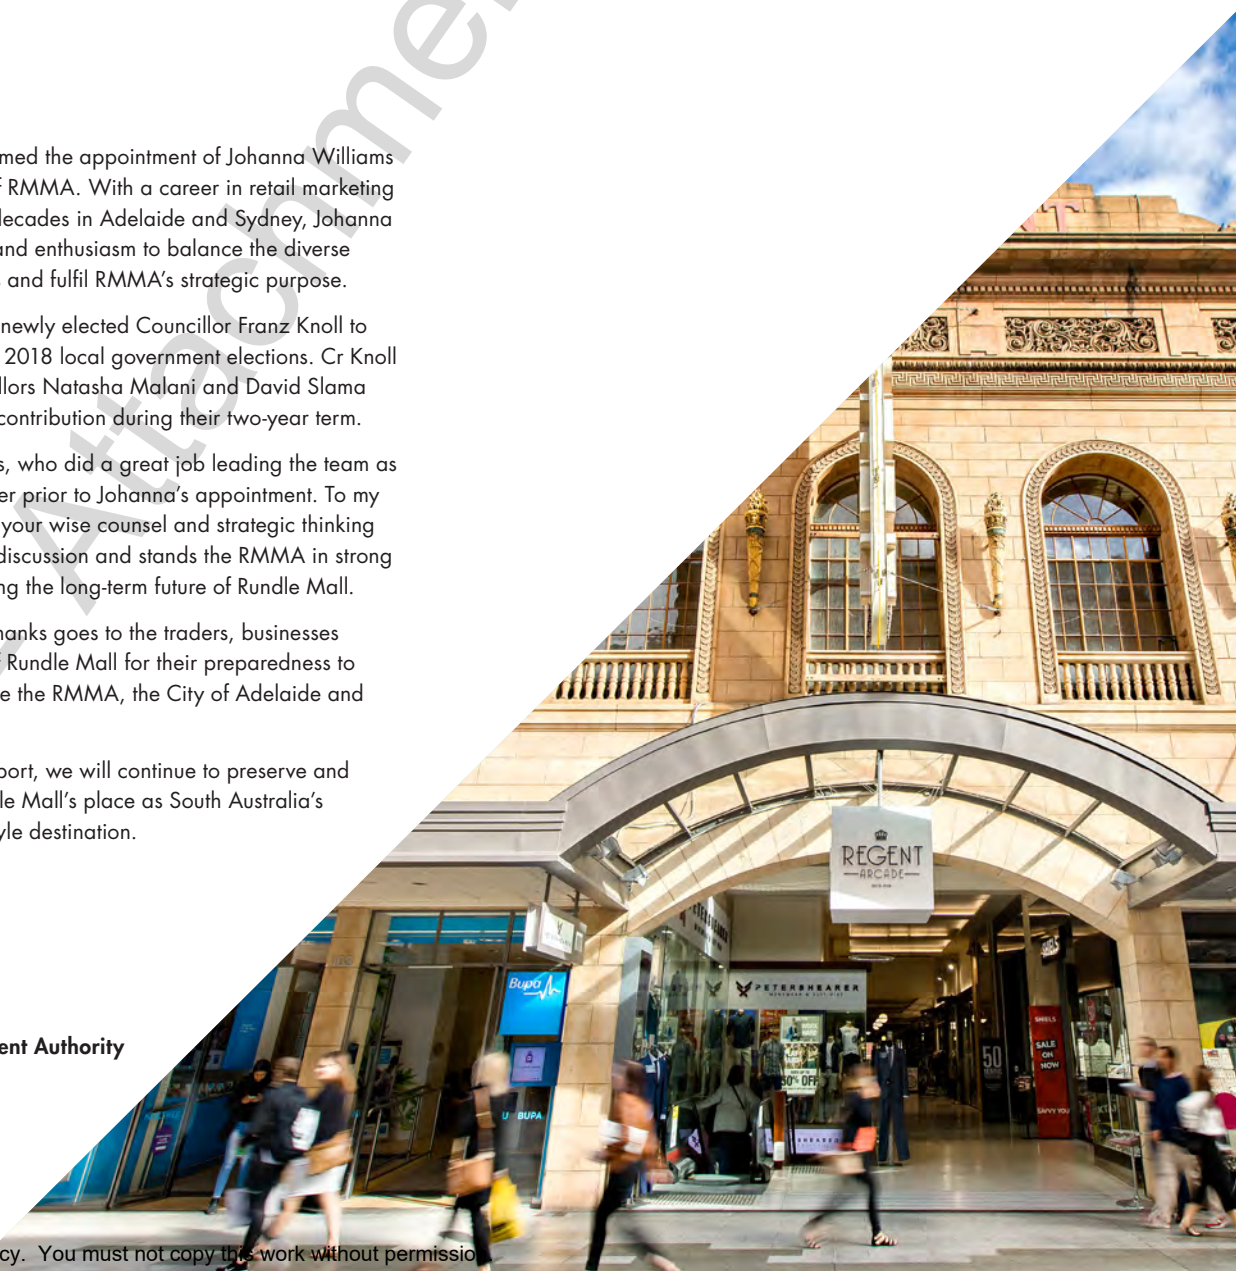 Attachme
med the appointment of Johanna Williams
f RMMA. With a career in retail marketing
decades in Adelaide and Sydney, Johanna
and enthusiasm to balance the diverse
and fulfil RMMA's strategic purpose.
newly elected Councillor Franz Knoll to
2018 local government elections. Cr Knoll
llors Natasha Malani and David Slama
contribution during their two-year term.
s, who did a great job leading the team as
er prior to Johanna's appointment. To my
your wise counsel and strategic thinking
discussion and stands the RMMA in strong
ng the long-term future of Rundle Mall.
hanks goes to the traders, businesses
f Rundle Mall for their preparedness to
e the RMMA, the City of Adelaide and
port, we will continue to preserve and
le Mall's place as South Australia's
yle destination.
ent Authority
NT
REGENT
ARCADE
PETERSHEARER
Bupa
PETERSHEARER
SHIELS
SHIELS
SALE
ON
NOW
SAVVY YOU
50
50% OFF
BUPA
cy. You must not copy this work without permissio